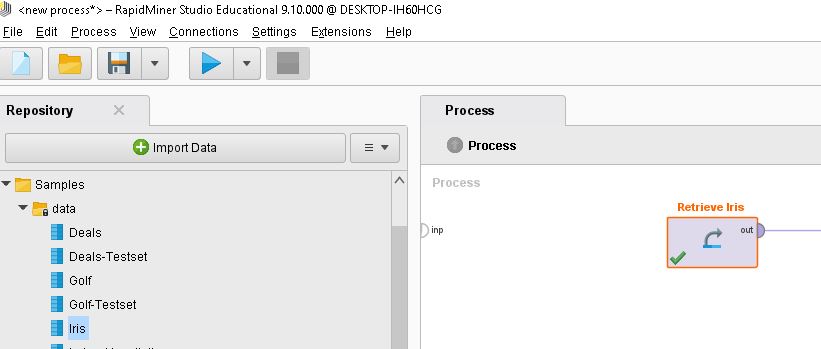 <new process*> – RapidMiner Studio Educational 9.10.000 @ DESKTOP-IH60HCG
File Edit Process View Connections Settings Extensions Help
Repository
Import Data
Samples
data
Deals
Deals-Testset
Golf
Golf-Testset
Iris
Process
Process
Process
Retrieve Iris
inp
out